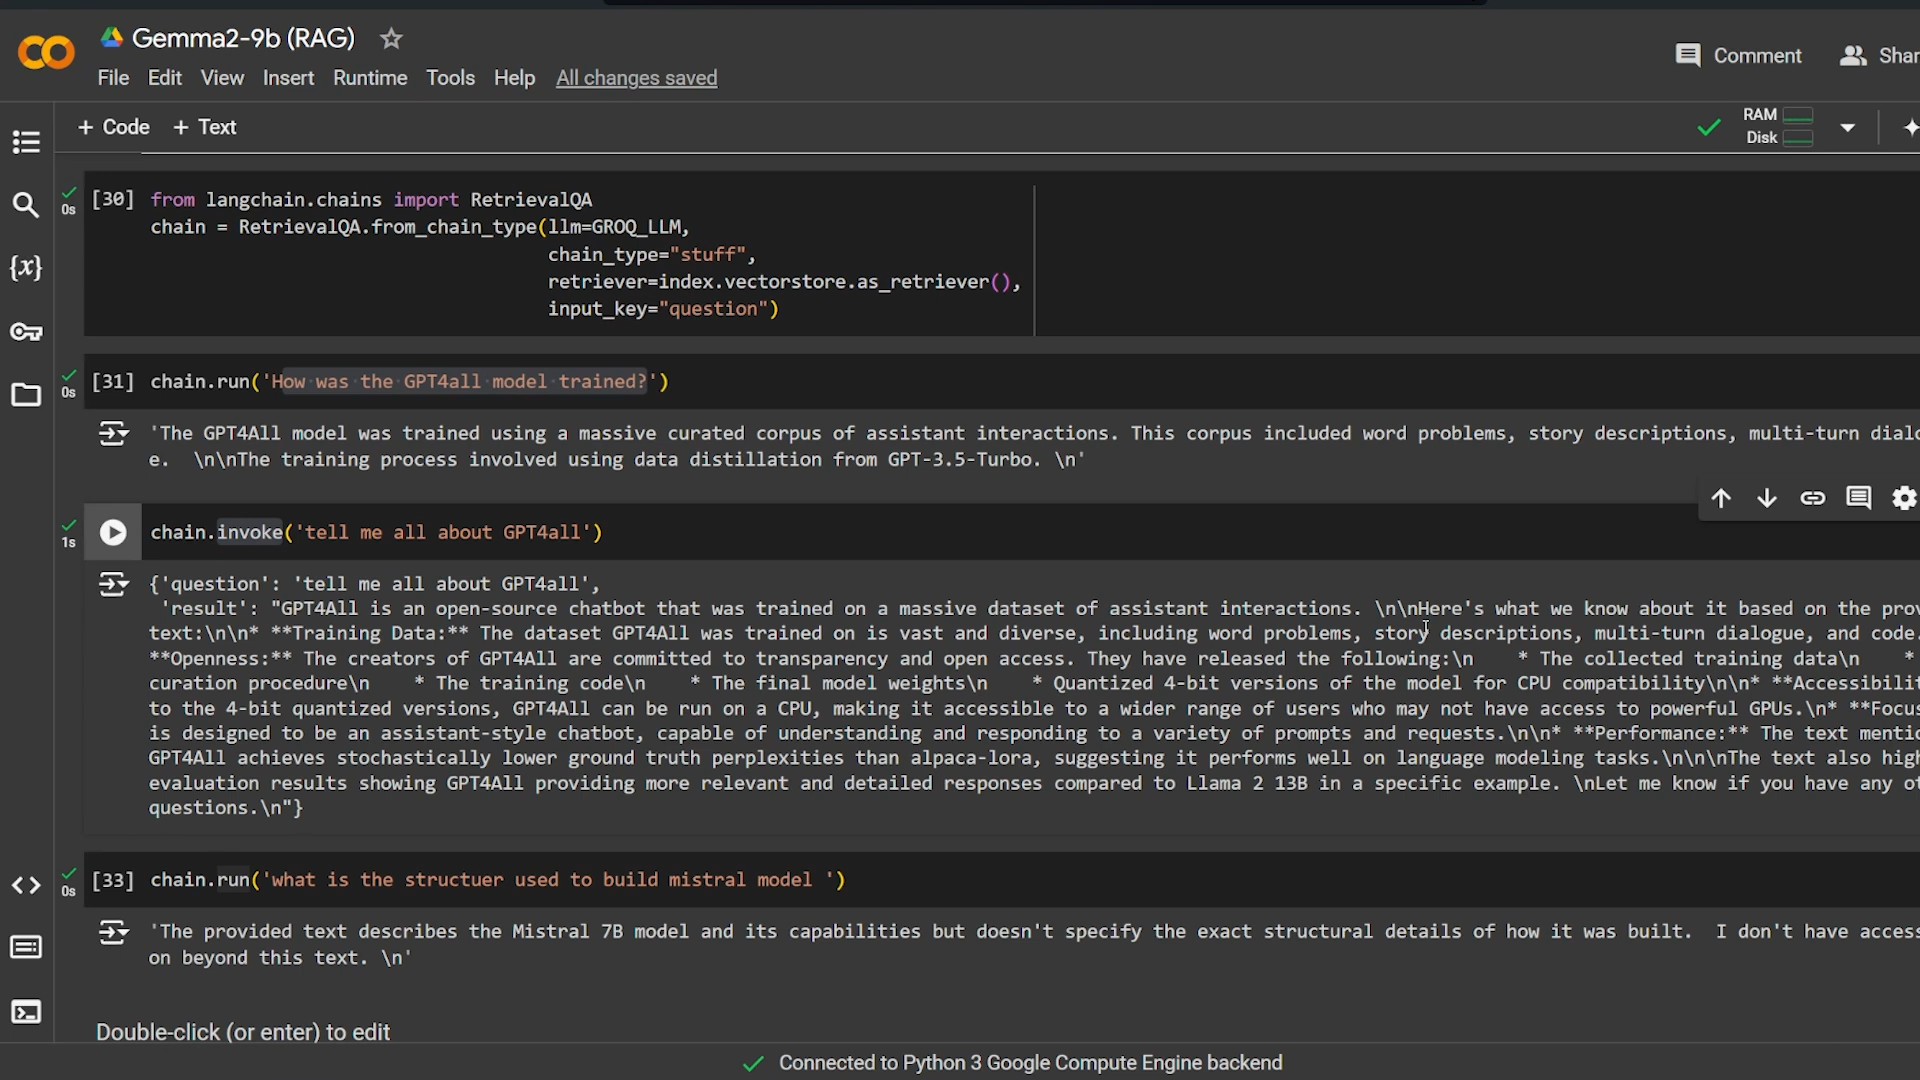 Gemma2-9b (RAG)
Comment
File Edit View Insert Runtime Tools Help All changes saved
+ Code + Text
RAM
Disk
[30] from langchain.chains import RetrievalQA
0s
chain = RetrievalQA.from_chain_type(llm=GROQ_LLM,
chain_type="stuff",
retriever=index.vectorstore.as_retriever(),
input_key="question")
[31] chain.run('How was the GPT4all model trained?')
0s
'The GPT4All model was trained using a massive curated corpus of assistant interactions. This corpus included word problems, story descriptions, multi-turn
e. \n\nThe training process involved using data distillation from GPT-3.5-Turbo. \n'
chain.invoke('tell me all about GPT4all')
1s
{'question': 'tell me all about GPT4all',
'result': "GPT4All is an open-source chatbot that was trained on a massive dataset of assistant interactions. \n\nHere's what we know about it based on the
text:\n\n* **Training Data:** The dataset GPT4All was trained on is vast and diverse, including word problems, story descriptions, multi-turn dialogue, and code.
**Openness:** The creators of GPT4All are committed to transparency and open access. They have released the following:\n * The collected training data\n *
curation procedure\n * The training code\n * The final model weights\n * Quantized 4-bit versions of the model for CPU compatibility\n\n*
to the 4-bit quantized versions, GPT4All can be run on a CPU, making it accessible to a wider range of users who may not have access to powerful GPUs.\n*
is designed to be an assistant-style chatbot, capable of understanding and responding to a variety of prompts and requests.\n\n* **Performance:** The text
GPT4All achieves stochastically lower ground truth perplexities than alpaca-lora, suggesting it performs well on language modeling tasks.\n\n\nThe text also
evaluation results showing GPT4All providing more relevant and detailed responses compared to Llama 2 13B in a specific example. \nLet me know if you have any
questions.\n"}
[33] chain.run('what is the structuer used to build mistral model ')
0s
'The provided text describes the Mistral 7B model and its capabilities but doesn't specify the exact structural details of how it was built. I don't have
on beyond this text. \n'
Double-click (or enter) to edit
Connected to Python 3 Google Compute Engine backend